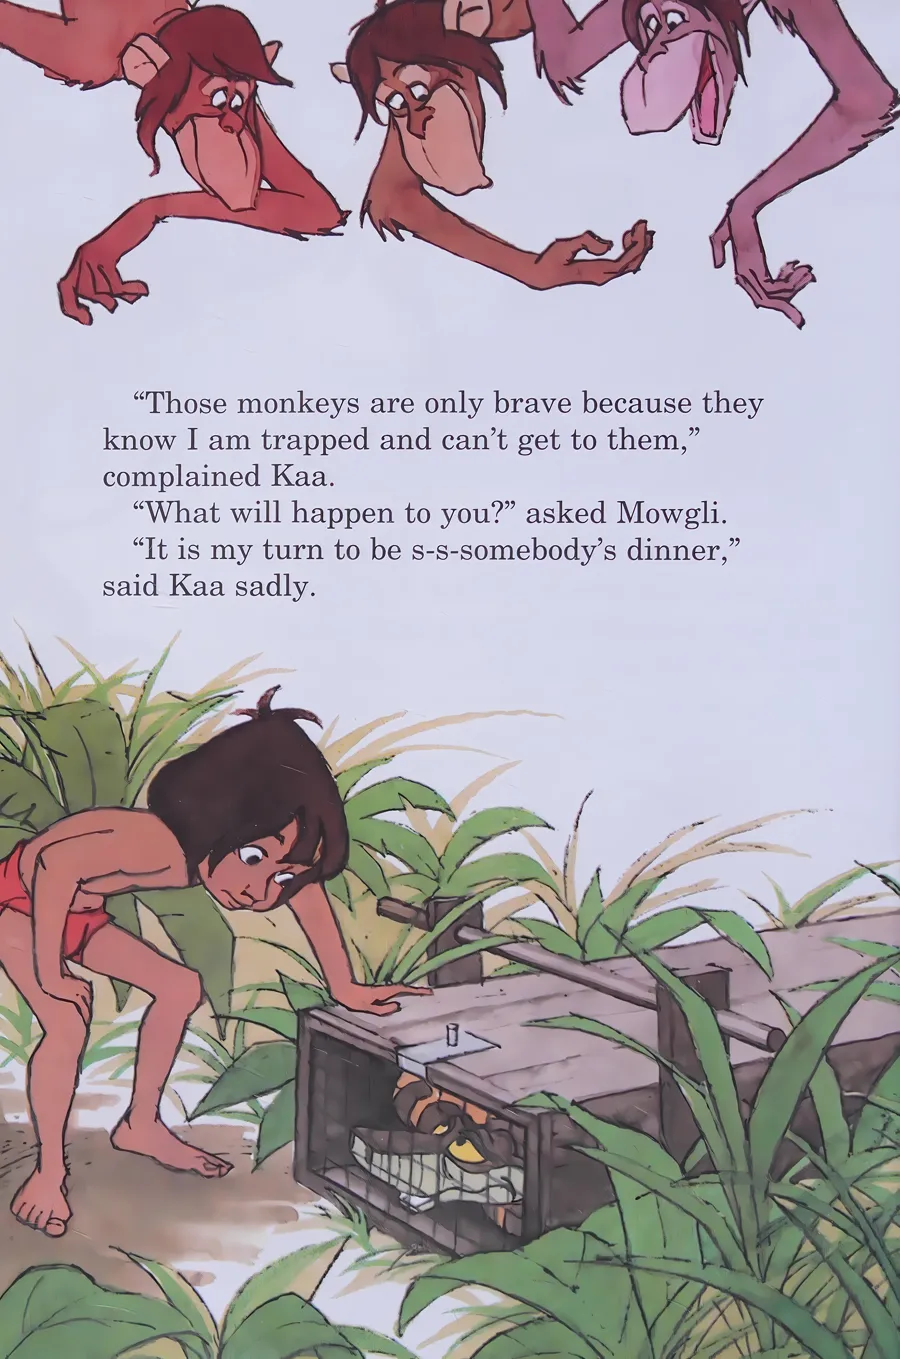 “Those monkeys are only brave because they
know I am trapped and can’t get to them,”
complained Kaa.
“What will happen to you?” asked Mowgli.
“It is my turn to be s-s-somebody’s dinner,”
said Kaa sadly.